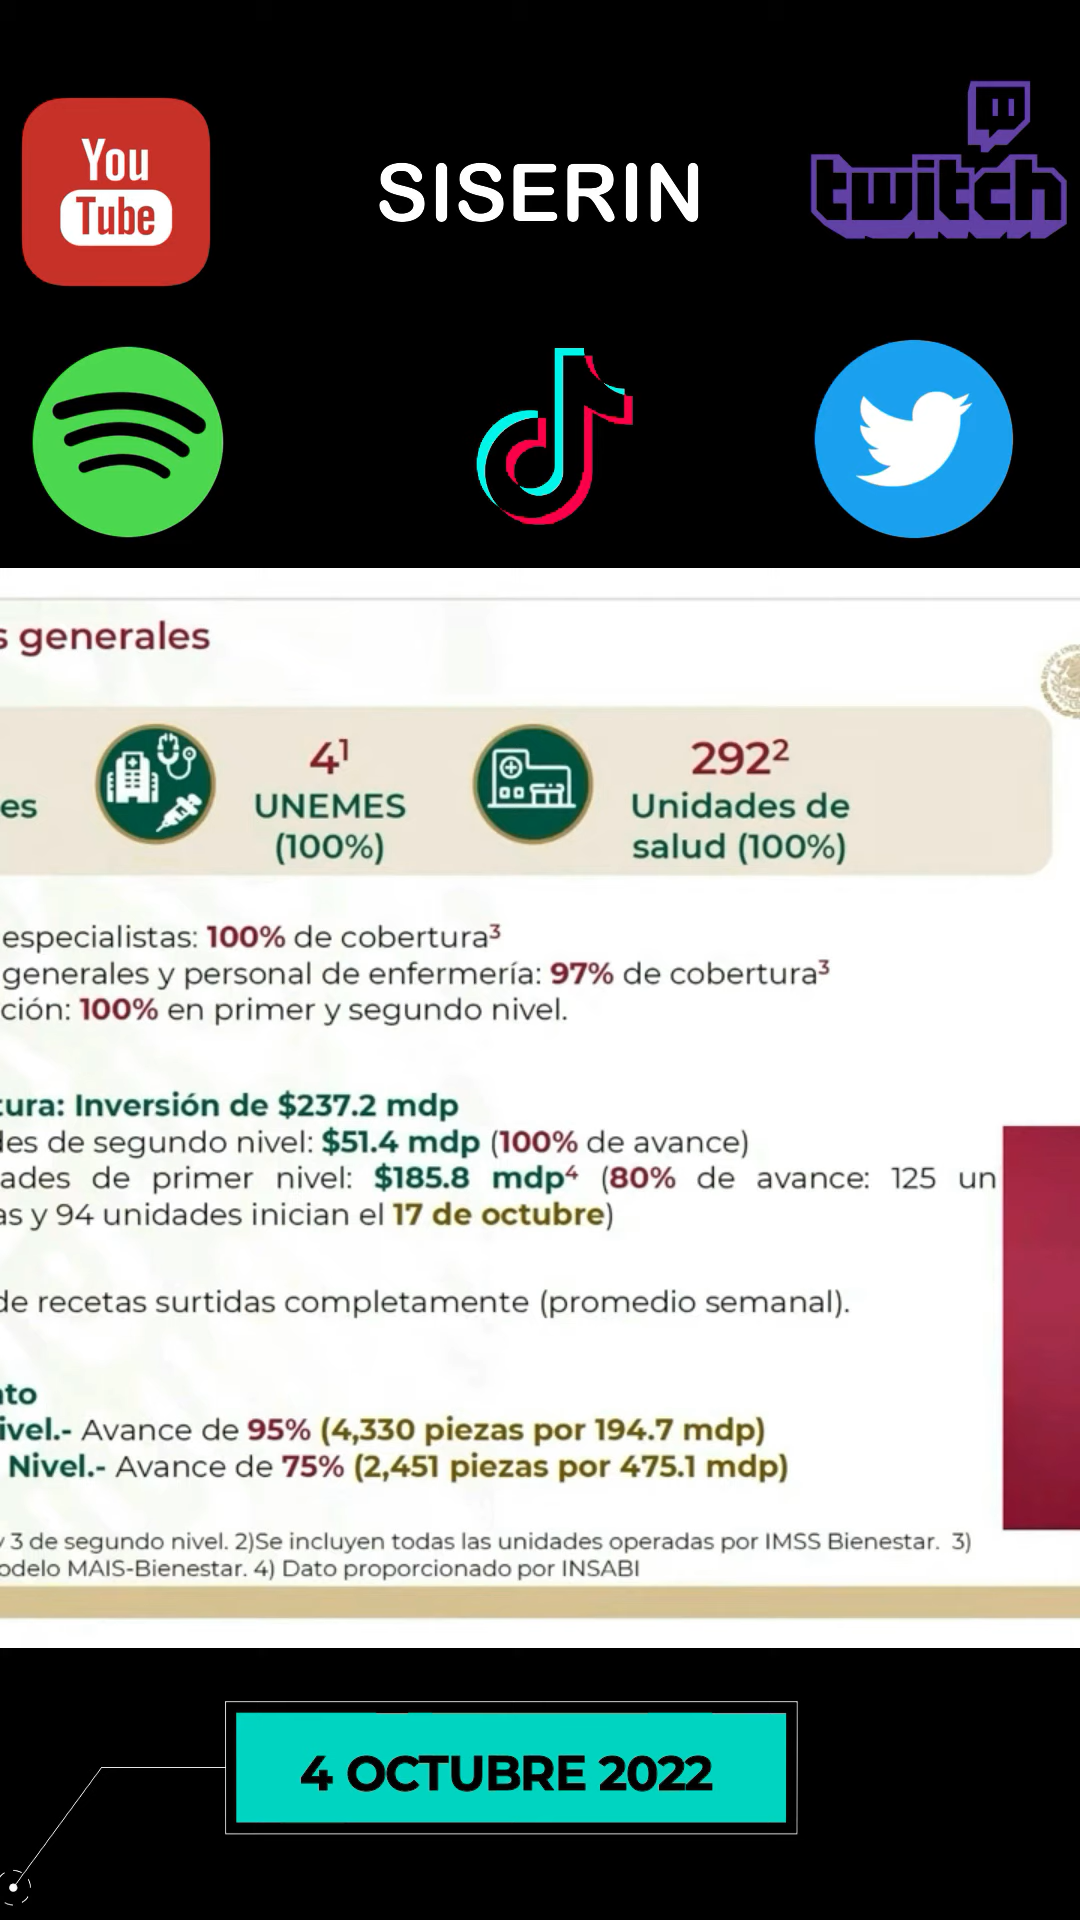 You
Tube
SISERIN
twitch
s generales
es
4¹
UNEMES
(100%)
292²
Unidades de
salud (100%)
especialistas: 100% de cobertura³
generales y personal de enfermería: 97% de cobertura³
ción: 100% en primer y segundo nivel.
tura: Inversión de $237.2 mdp
des de segundo nivel: $51.4 mdp (100% de avance)
ades de primer nivel: $185.8 mdp⁴ (80% de avance: 125 un
as y 94 unidades inician el 17 de octubre)
de recetas surtidas completamente (promedio semanal).
nto
ivel.- Avance de 95% (4,330 piezas por 194.7 mdp)
Nivel.- Avance de 75% (2,451 piezas por 475.1 mdp)
y 3 de segundo nivel. 2)Se incluyen todas las unidades operadas por IMSS Bienestar. 3)
odelo MAIS-Bienestar. 4) Dato proporcionado por INSABI
4 OCTUBRE 2022